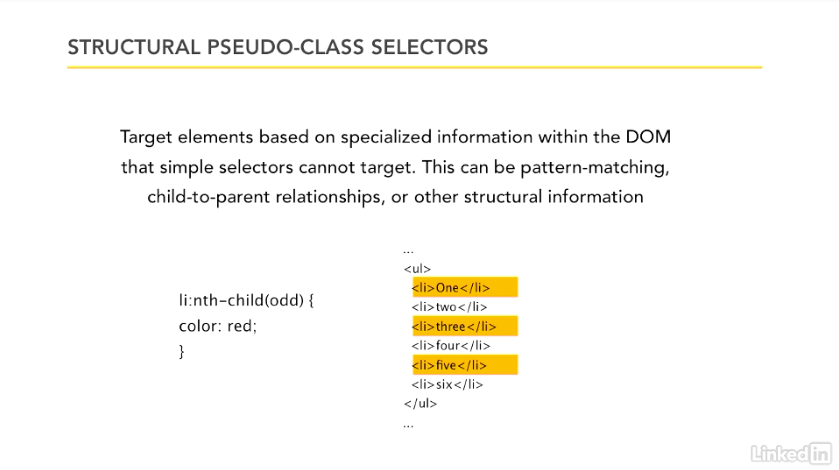 STRUCTURAL PSEUDO-CLASS SELECTORS
Target elements based on specialized information within the DOM
that simple selectors cannot target. This can be pattern-matching,
child-to-parent relationships, or other structural information
li:nth-child(odd) {
color: red;
}
...
<ul>
<li>One</li>
<li>two</li>
<li>three</li>
<li>four</li>
<li>five</li>
<li>six</li>
</ul>
...
LinkedIn